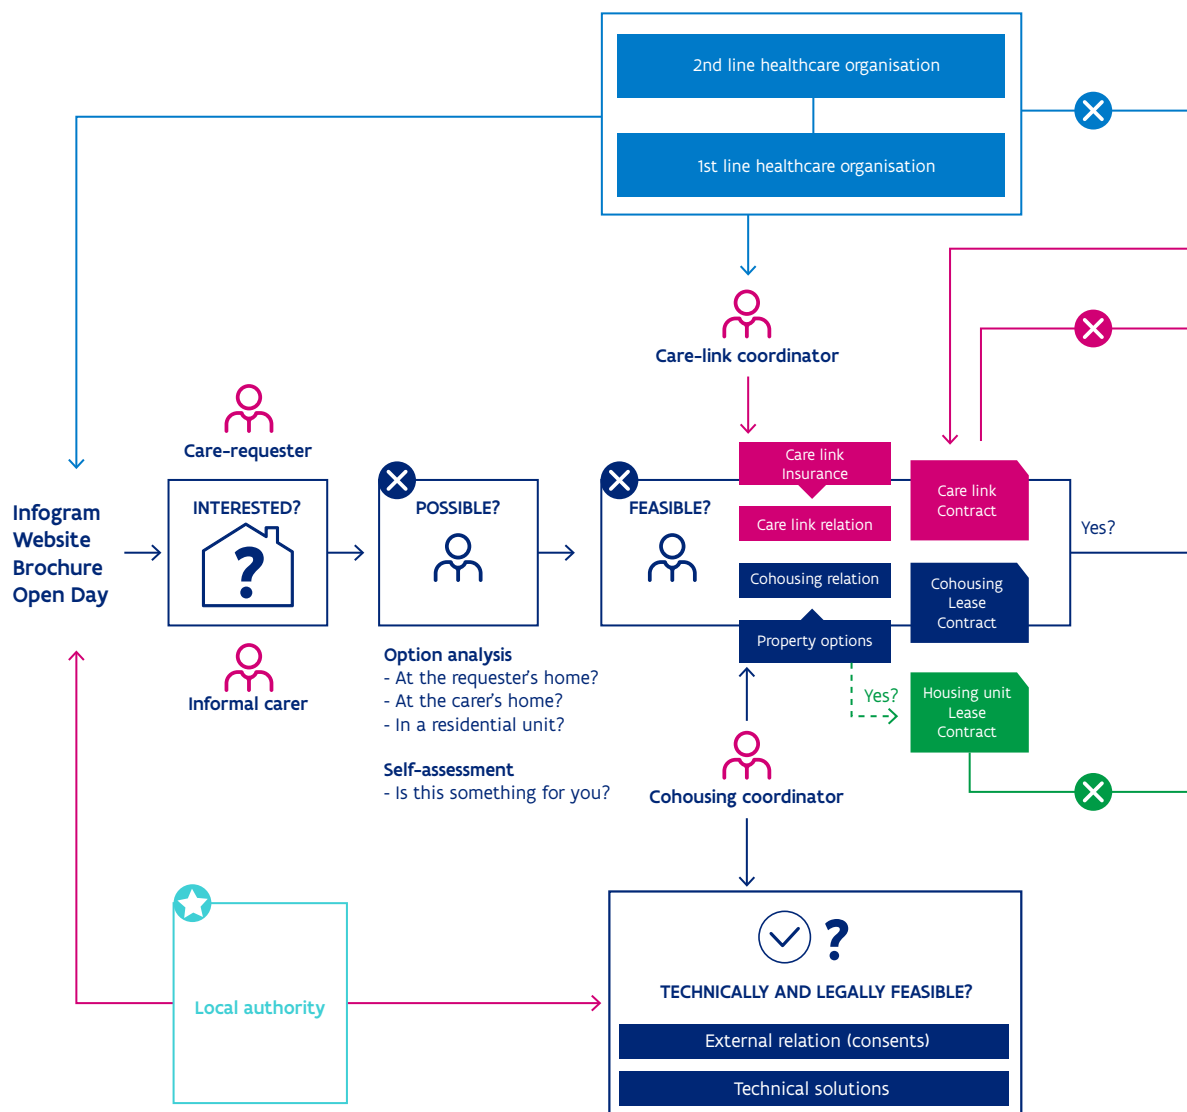 2nd line healthcare organisation
1st line healthcare organisation
Care-link coordinator
Care-requester
Infogram
Website
Brochure
Open Day
INTERESTED?
?
Informal carer
POSSIBLE?
Option analysis
- At the requester's home?
- At the carer's home?
- In a residential unit?
Self-assessment
- Is this something for you?
FEASIBLE?
Care link
Insurance
Care link relation
Cohousing relation
Property options
Care link
Contract
Cohousing
Lease
Contract
Yes?
Yes?
Housing unit
Lease
Contract
Cohousing coordinator
Local authority
?
TECHNICALLY AND LEGALLY FEASIBLE?
External relation (consents)
Technical solutions